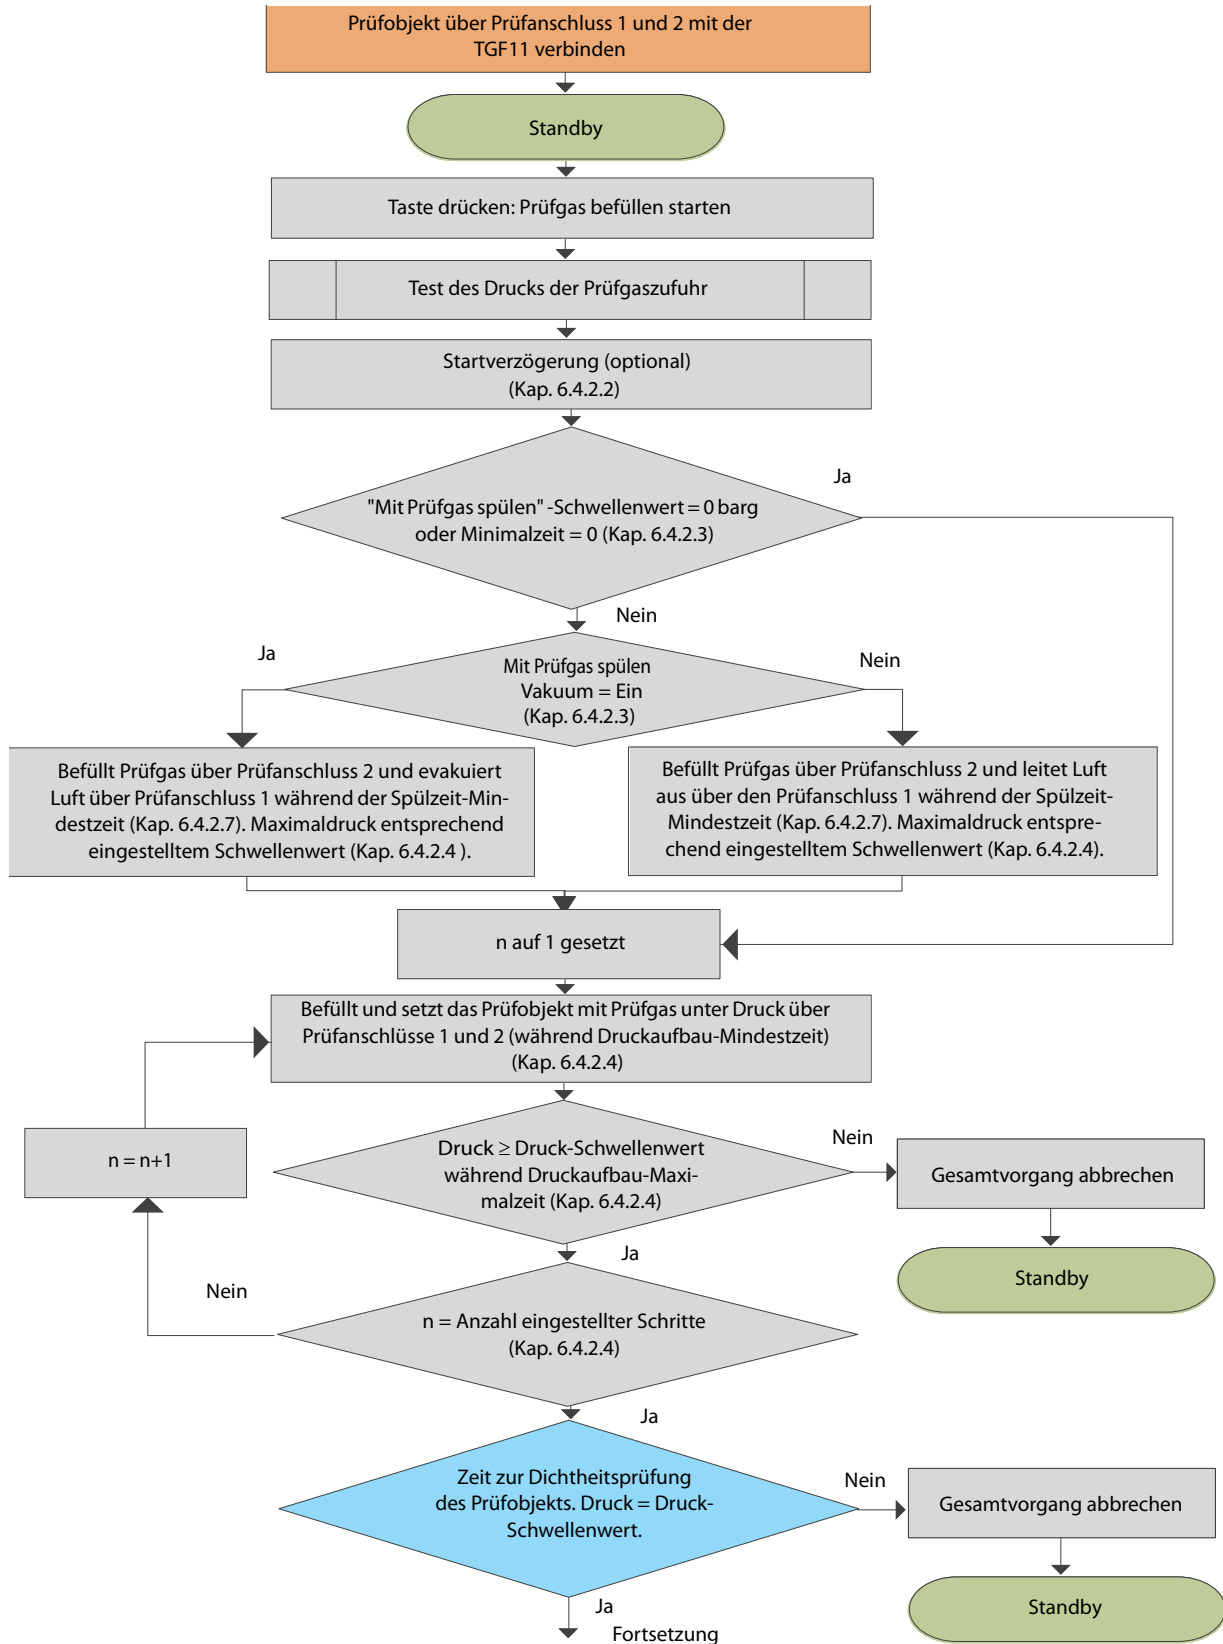 Prüfobjekt über Prüfanschluss 1 und 2 mit der
TGF11 verbinden
Standby
Taste drücken: Prüfgas befüllen starten
Test des Drucks der Prüfgaszufuhr
Startverzögerung (optional)
(Kap. 6.4.2.2)
Ja
"Mit Prüfgas spülen" -Schwellenwert = 0 barg
oder Minimalzeit = 0 (Kap. 6.4.2.3)
Nein
Ja
Mit Prüfgas spülen
Vakuum = Ein
(Kap. 6.4.2.3)
Nein
Befüllt Prüfgas über Prüfanschluss 2 und evakuiert
Luft über Prüfanschluss 1 während der Spülzeit-Min-
destzeit (Kap. 6.4.2.7). Maximaldruck entsprechend
eingestelltem Schwellenwert (Kap. 6.4.2.4 ).
Befüllt Prüfgas über Prüfanschluss 2 und leitet Luft
aus über den Prüfanschluss 1 während der Spülzeit-
Mindestzeit (Kap. 6.4.2.7). Maximaldruck entspre-
chend eingestelltem Schwellenwert (Kap. 6.4.2.4).
n auf 1 gesetzt
Befüllt und setzt das Prüfobjekt mit Prüfgas unter Druck über
Prüfanschlüsse 1 und 2 (während Druckaufbau-Mindestzeit)
(Kap. 6.4.2.4)
n = n+1
Druck ≥ Druck-Schwellenwert
während Druckaufbau-Maxi-
malzeit (Kap. 6.4.2.4)
Nein
Gesamtvorgang abbrechen
Standby
Ja
Nein
n = Anzahl eingestellter Schritte
(Kap. 6.4.2.4)
Ja
Zeit zur Dichtheitsprüfung
des Prüfobjekts. Druck = Druck-
Schwellenwert.
Nein
Gesamtvorgang abbrechen
Standby
Ja
Fortsetzung